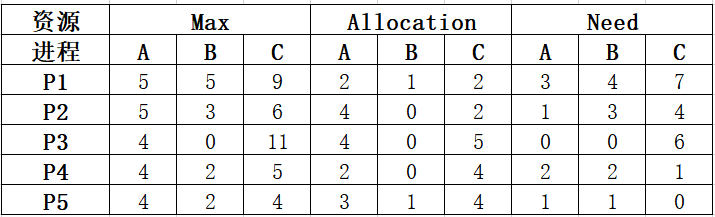 资源 Max Allocation Need
进程 A B C A B C A B C
P1 5 5 9 2 1 2 3 4 7
P2 5 3 6 4 0 2 1 3 4
P3 4 0 11 4 0 5 0 0 6
P4 4 2 5 2 0 4 2 2 1
P5 4 2 4 3 1 4 1 1 0